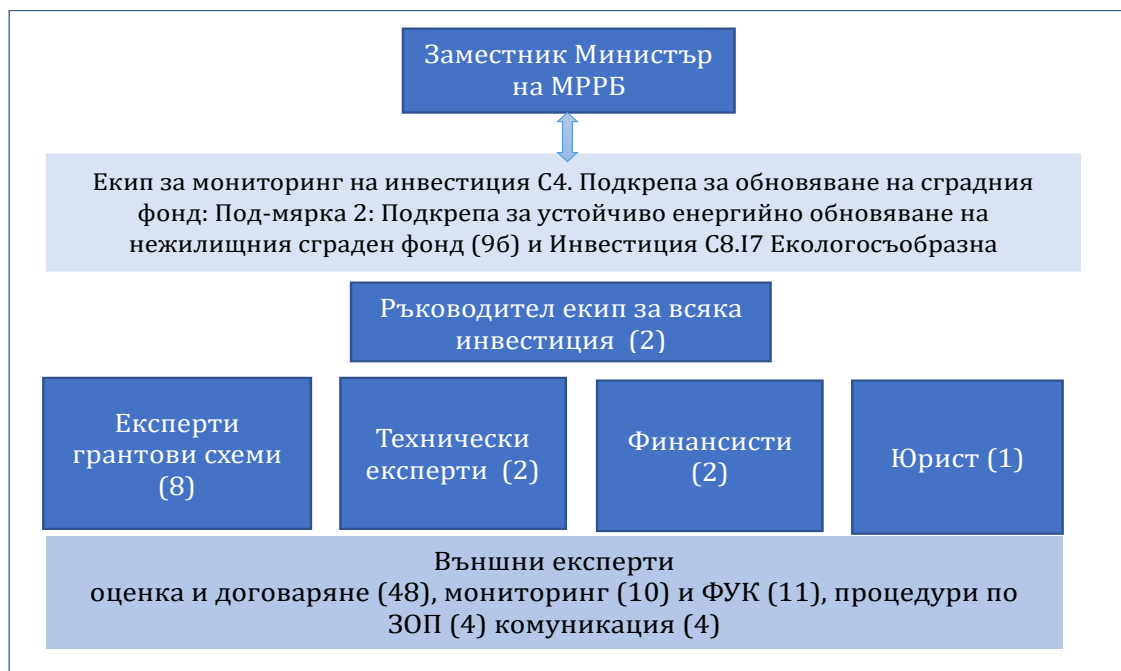 Заместник Министър
на МРРБ
Екип за мониторинг на инвестиция С4. Подкрепа за обновяване на сградния
фонд: Под-мярка 2: Подкрепа за устойчиво енергийно обновяване на
нежилищния сграден фонд (9б) и Инвестиция С8.I7 Екологосъобразна
Ръководител екип за всяка
инвестиция (2)
Експерти
грантови схеми
(8)
Технически
експерти (2)
Финансисти
(2)
Юрист (1)
Външни експерти
оценка и договаряне (48), мониторинг (10) и ФУК (11), процедури по
ЗОП (4) комуникация (4)